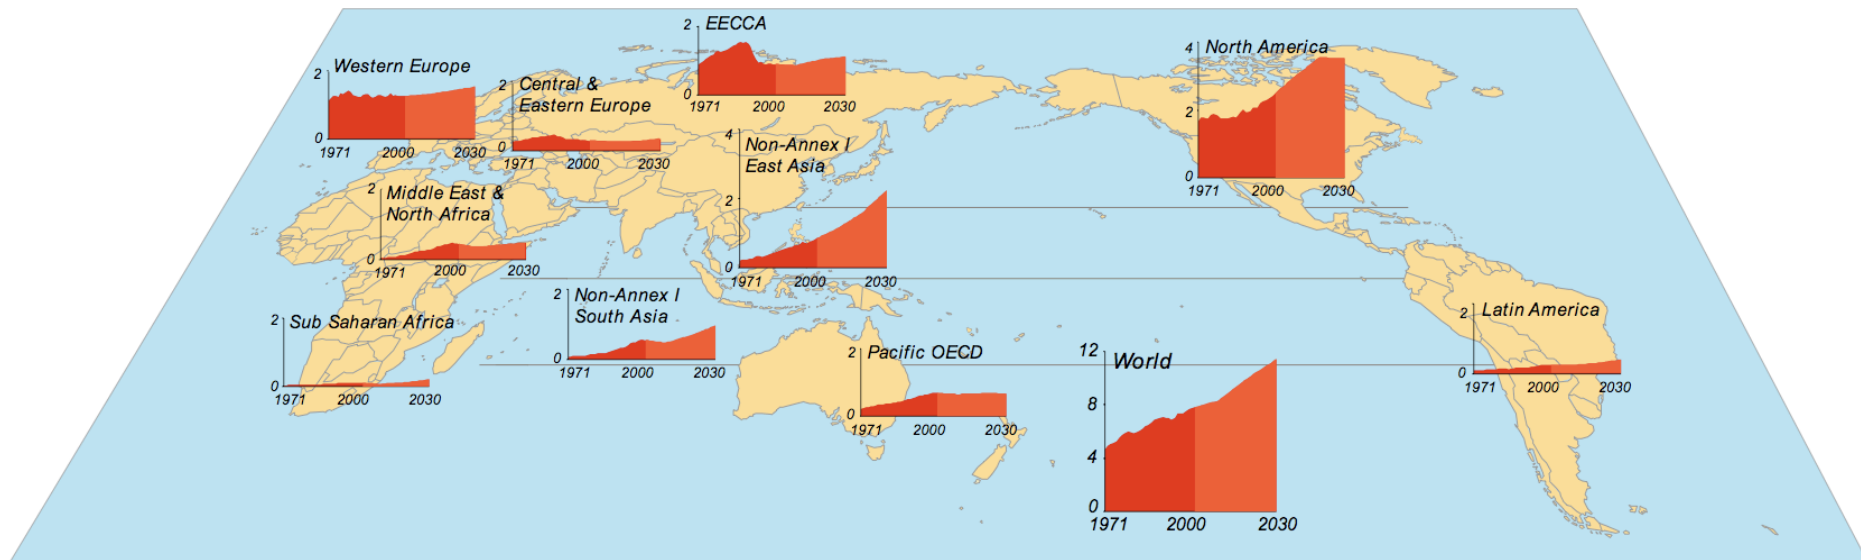 2
EECCA
0
1971 2000 2030
4
North America
2
0
1971 2000 2030
2
Western Europe
0
1971 2000 2030
2
Central &
Eastern Europe
0
1971 2000 2030
4
Non-Annex I
East Asia
2
0
1971 2000 2030
2
Middle East &
North Africa
0
1971 2000 2030
2
Non-Annex I
South Asia
0
1971 2000 2030
2
Sub Saharan Africa
0
1971 2000 2030
2
Pacific OECD
0
1971 2000 2030
12
World
8
4
0
1971 2000 2030
2
Latin America
0
1971 2000 2030